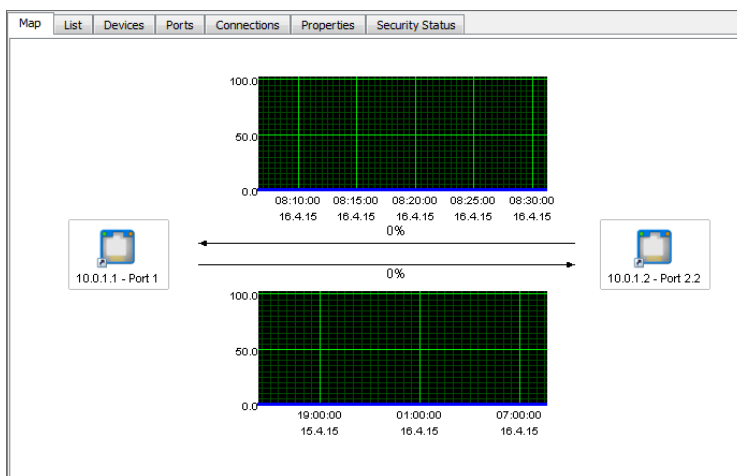 Map List Devices Ports Connections Properties Security Status
100.0
50.0
0.0
08:10:00 08:15:00 08:20:00 08:25:00 08:30:00
16.4.15 16.4.15 16.4.15 16.4.15 16.4.15
0%
10.0.1.1 - Port 1
10.0.1.2 - Port 2.2
0%
100.0
50.0
0.0
19:00:00 01:00:00 07:00:00
15.4.15 16.4.15 16.4.15